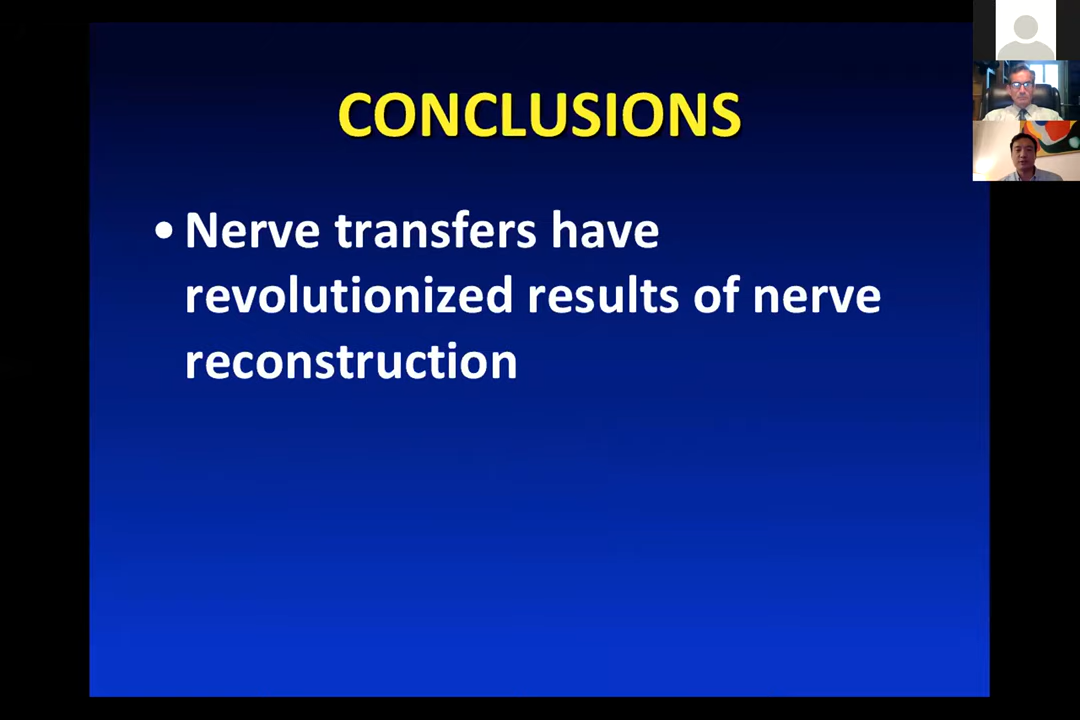 CONCLUSIONS
• Nerve transfers have
revolutionized results of nerve
reconstruction